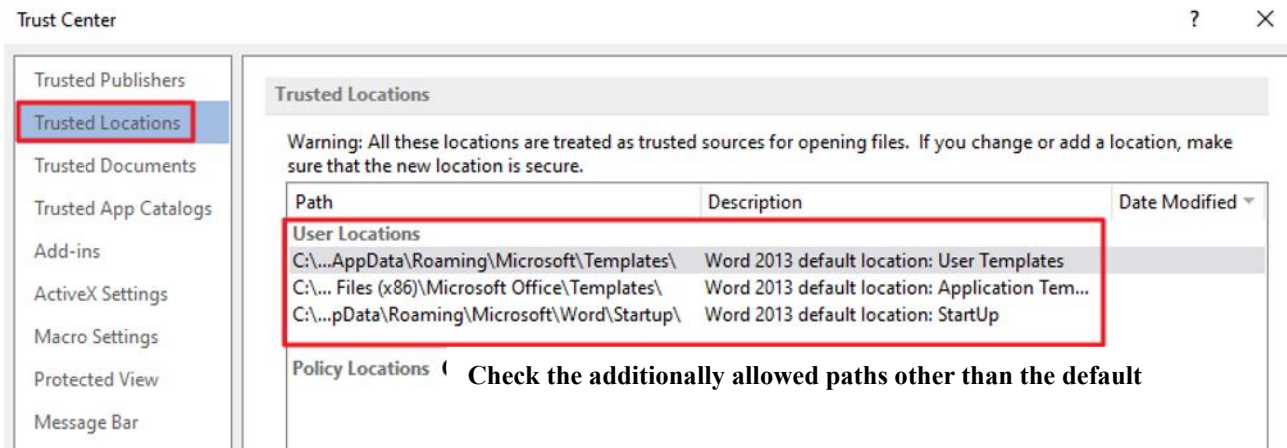 Trust Center
? ×
Trusted Publishers
Trusted Locations
Trusted Documents
Trusted App Catalogs
Add-ins
ActiveX Settings
Macro Settings
Protected View
Message Bar
Trusted Locations
Warning: All these locations are treated as trusted sources for opening files. If you change or add a location, make
sure that the new location is secure.
Path Description Date Modified
User Locations
C:\...AppData\Roaming\Microsoft\Templates\ Word 2013 default location: User Templates
C:\... Files (x86)\Microsoft Office\Templates\ Word 2013 default location: Application Tem...
C:\...pData\Roaming\Microsoft\Word\Startup\ Word 2013 default location: StartUp
Policy Locations
Check the additionally allowed paths other than the default